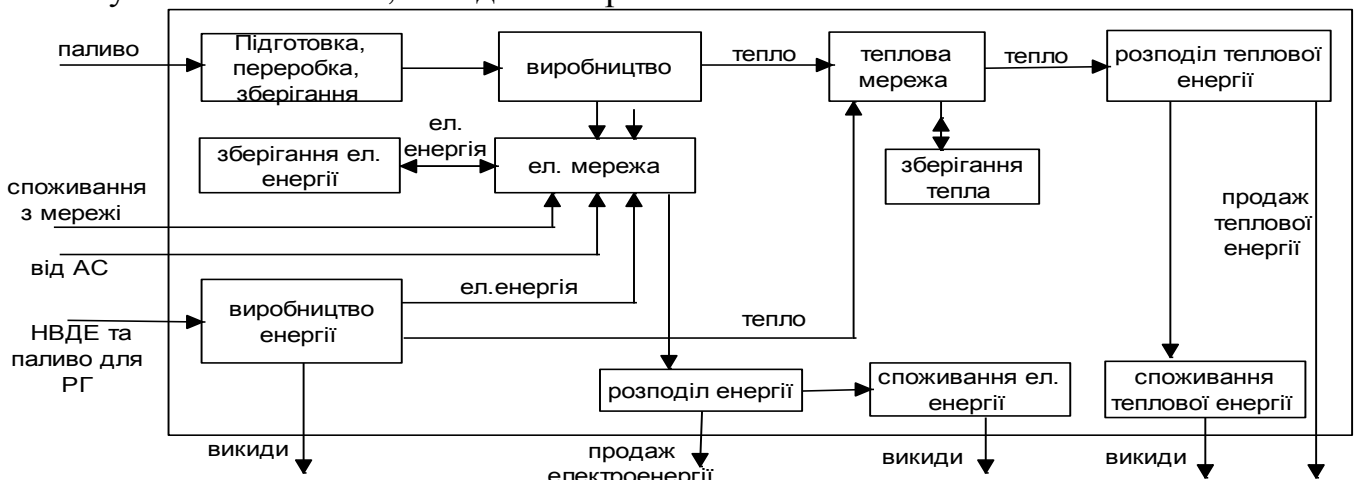 паливо
Підготовка,
переробка,
зберігання
виробництво
тепло
теплова
мережа
тепло
розподіл теплової
енергії
зберігання ел.
енергії
ел.
енергія
ел. мережа
зберігання
тепла
споживання
з мережі
продаж
теплової
енергії
від АС
виробництво
енергії
ел.енергія
тепло
НВДЕ та
паливо для
РГ
розподіл енергії
споживання ел.
енергії
споживання
теплової енергії
викиди
продаж
електроенергії
викиди
викиди